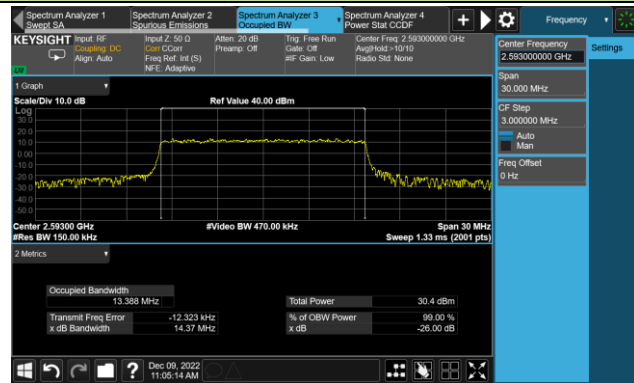 Spectrum Analyzer 1
Swept SA
Spectrum Analyzer 2
Spurious Emissions
Spectrum Analyzer 3
Occupied BW
Spectrum Analyzer 4
Power Stat CCDF
Frequency
KEYSIGHT
Input: RF
Coupling: DC
Align: Auto
Input Z: 50 Ω
Corr CCorr
Freq Ref: Int (S)
NFE: Adaptive
Atten: 20 dB
Preamp: Off
Trig: Free Run
Gate: Off
#IF Gain: Low
Center Freq: 2.593000000 GHz
Avg|Hold:>10/10
Radio Std: None
Center Frequency
2.593000000 GHz
Settings
Span
30.000 MHz
CF Step
3.000000 MHz
Auto
Man
Freq Offset
0 Hz
1 Graph
Scale/Div 10.0 dB
Ref Value 40.00 dBm
Log
30.0
20.0
10.0
0.00
-10.0
-20.0
-30.0
-40.0
-50.0
Center 2.59300 GHz
#Video BW 470.00 kHz
Span 30 MHz
#Res BW 150.00 kHz
Sweep 1.33 ms (2001 pts)
2 Metrics
Occupied Bandwidth
13.388 MHz
Total Power
30.4 dBm
Transmit Freq Error
-12.323 kHz
% of OBW Power
99.00 %
x dB Bandwidth
14.37 MHz
x dB
-26.00 dB
?
Dec 09, 2022
11:05:14 AM